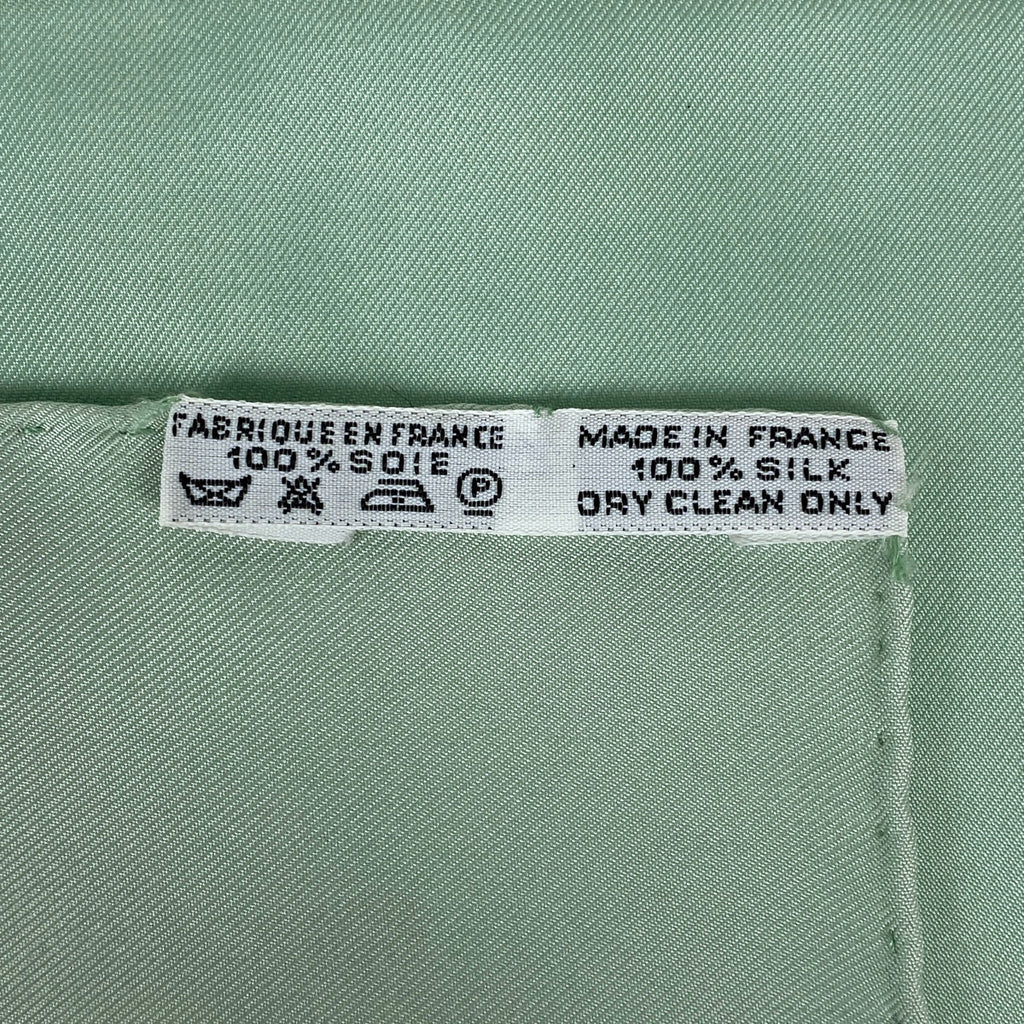 FABRIQUE EN FRANCE
100% SOIE
P
MADE IN FRANCE
100% SILK
DRY CLEAN ONLY